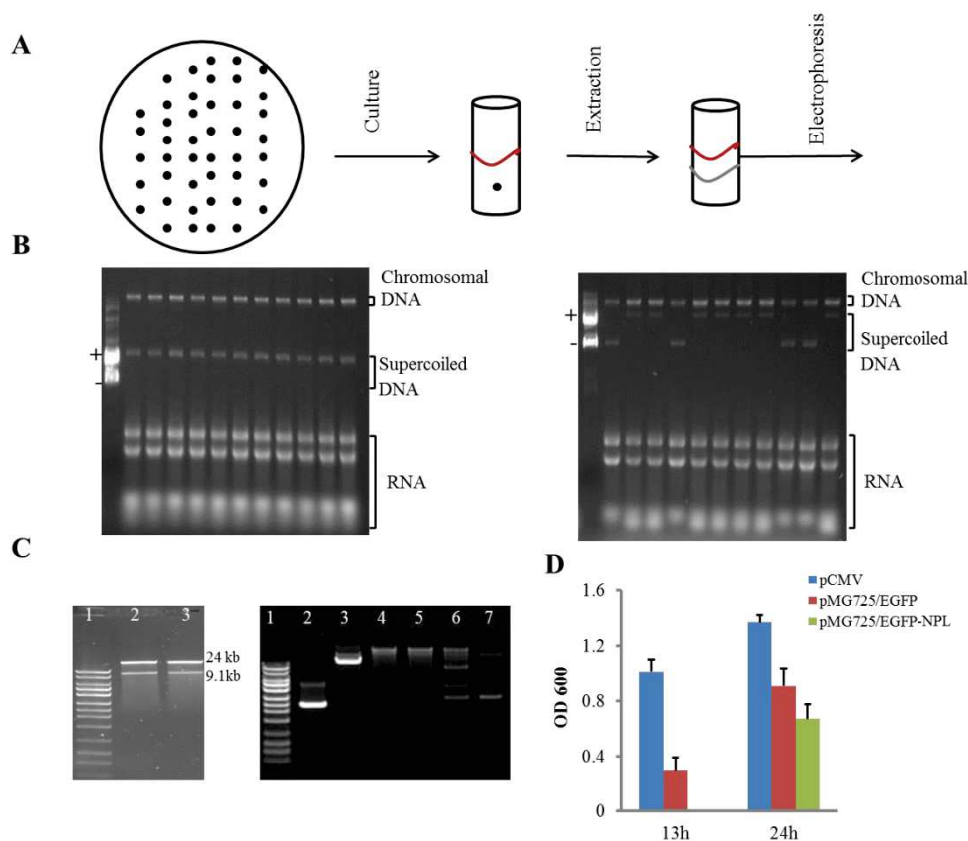 A
Culture
Extraction
Electrophoresis
B
Chromosomal
DNA
+
-
Supercoiled
DNA
RNA
Chromosomal
DNA
+
-
Supercoiled
DNA
RNA
C
1 2 3
24 kb
9.1kb
1 2 3 4 5 6 7
D
pCMV
pMG725/EGFP
pMG725/EGFP-NPL
OD 600
1.6
1.2
0.8
0.4
0
13h 24h